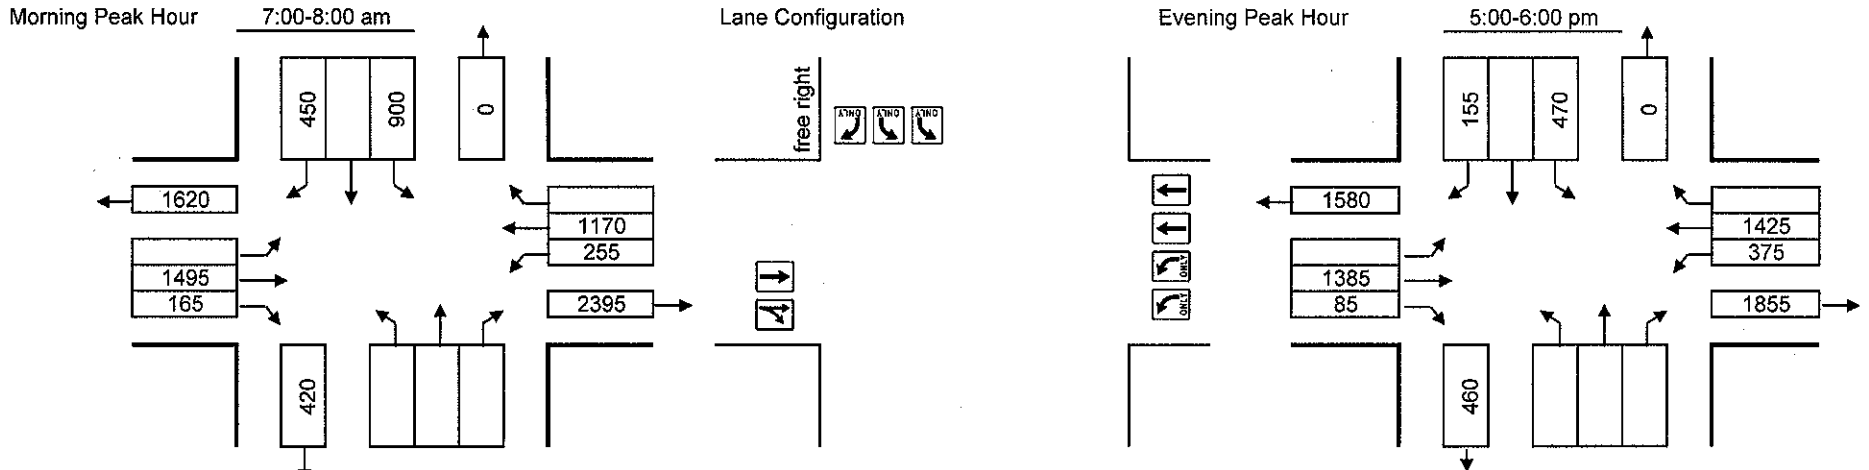 Morning Peak Hour 7:00-8:00 am
450 900 0
1620
1495
165
1170
255
2395
420
Lane Configuration
free right
ONLY ONLY ONLY
ONLY
ONLY
Evening Peak Hour 5:00-6:00 pm
155 470 0
1580
1385
85
1425
375
1855
460